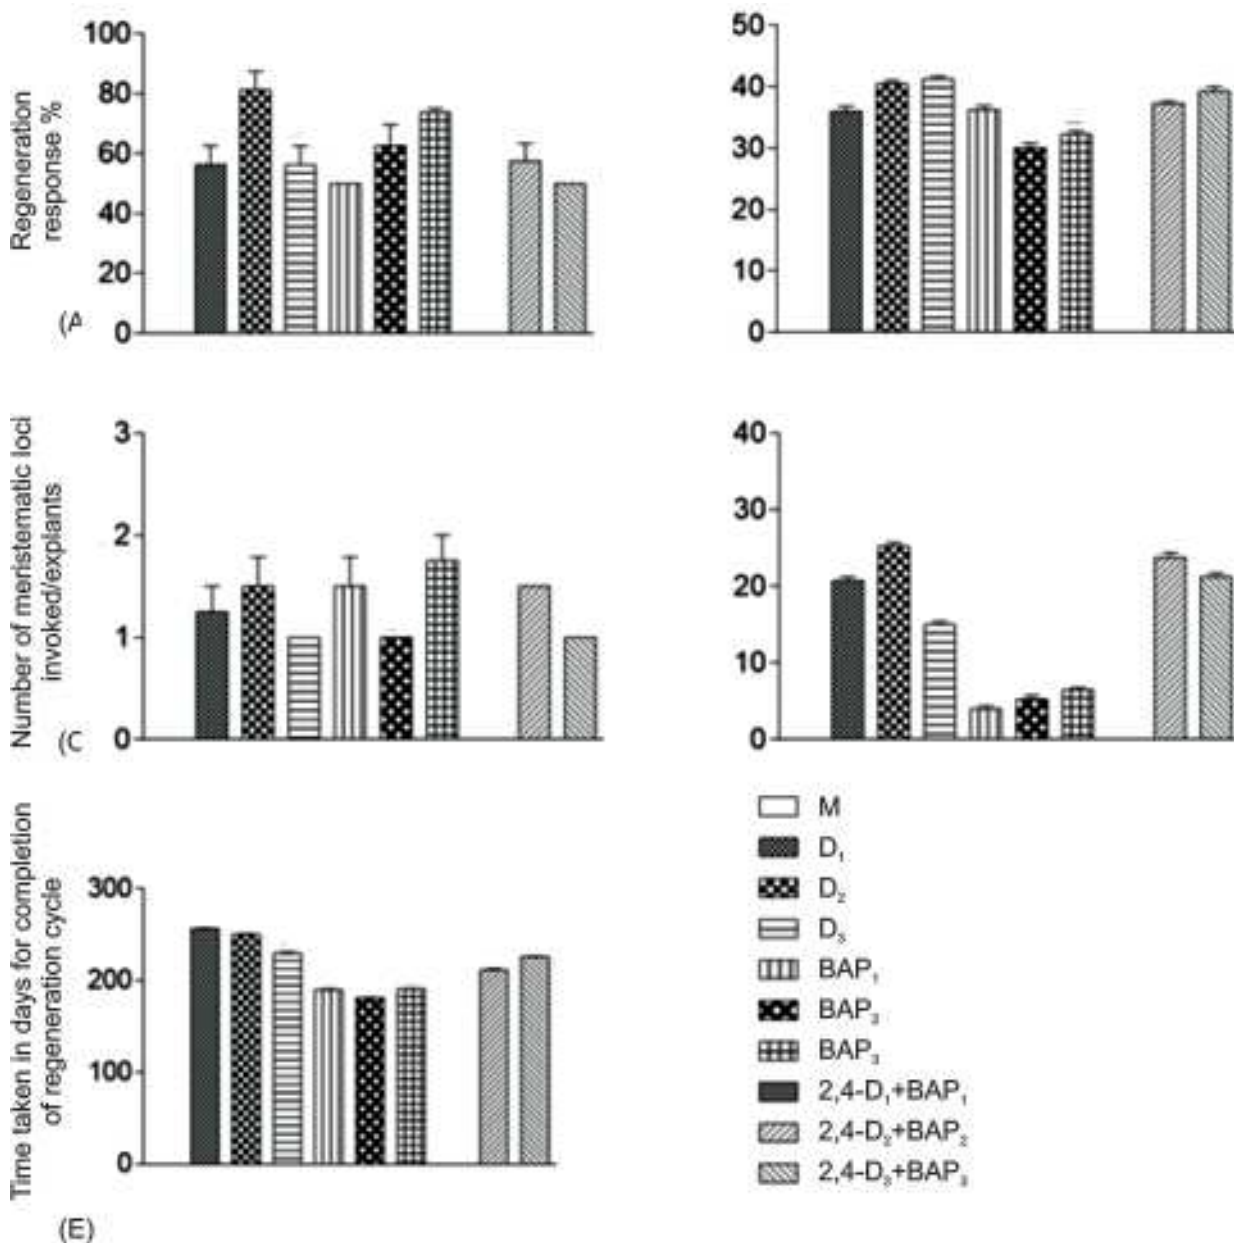 Regeneration
response %
100
80
60
40
20
0
(A
50
40
30
20
10
0
Number of meristematic loci
invoked/explants
3
2
1
0
(C
40
30
20
10
0
Time taken in days for completion
of regeneration cycle
300
200
100
0
(E)
M
D₁
D₂
D₃
BAP₁
BAP₃
BAP₃
2,4-D₁+BAP₁
2,4-D₂+BAP₂
2,4-D₃+BAP₃